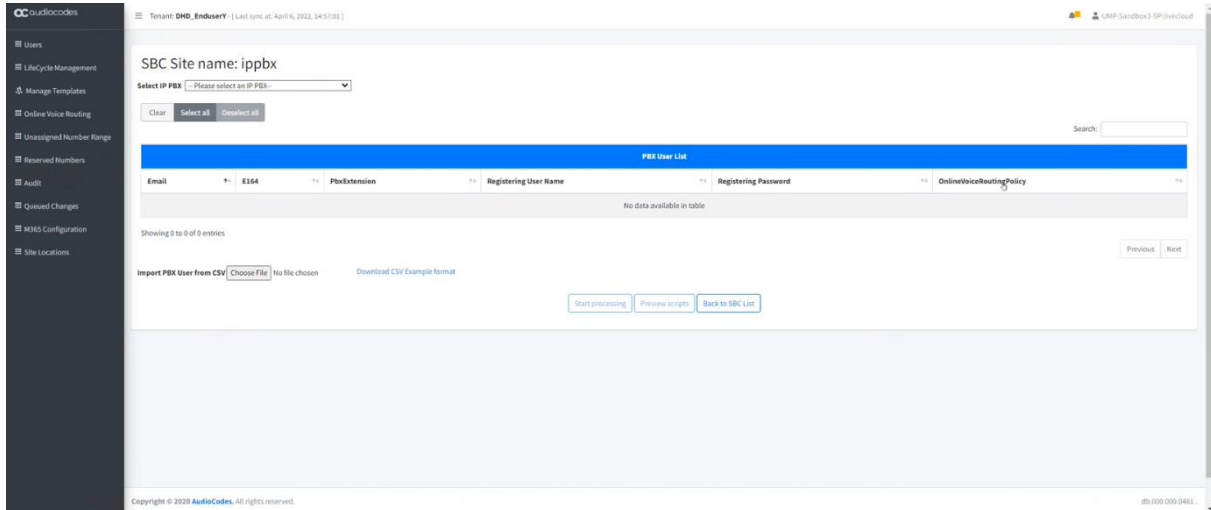 audiocodes
Tenant: DHD_EnduserY - [ Last sync at: April 6, 2022, 14:57:01 ]
UMP-Sandbox3-SP\livecloud
Users
LifeCycle Management
Manage Templates
Online Voice Routing
Unassigned Number Range
Reserved Numbers
Audit
Queued Changes
M365 Configuration
Site Locations
SBC Site name: ippbx
Select IP PBX -- Please select an IP PBX--
Clear Select all Deselect all
Search:
PBX User List
Email E164 PbxExtension Registering User Name Registering Password OnlineVoiceRoutingPolicy
No data available in table
Showing 0 to 0 of 0 entries
Previous Next
Import PBX User from CSV Choose File No file chosen Download CSV Example format
Start processing Preview scripts Back to SBC List
Copyright © 2020 AudioCodes. All rights reserved.
db.000.000.0461 .